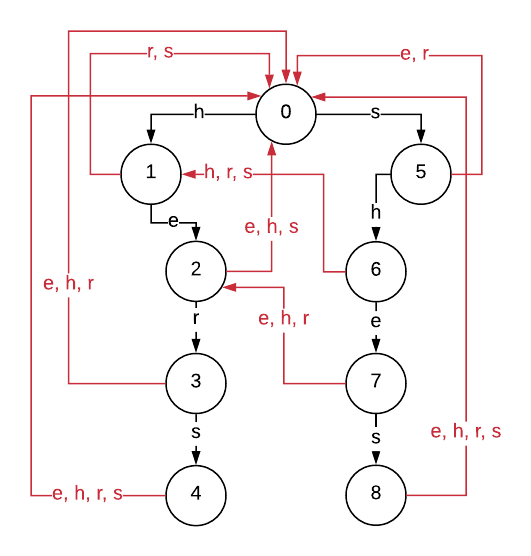 r, s
e, r
0
h
s
1
h, r, s
5
e
e, h, s
h
2
6
e, h, r
r
e, h, r
e
3
7
s
s
e, h, r, s
e, h, r, s
4
8